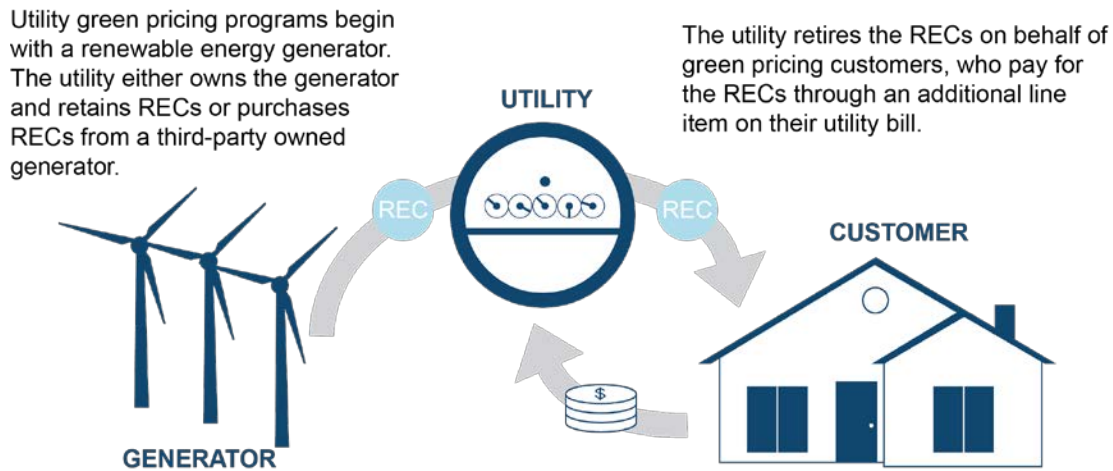 Utility green pricing programs begin
with a renewable energy generator.
The utility either owns the generator
and retains RECs or purchases
RECs from a third-party owned
generator.
The utility retires the RECs on behalf of
green pricing customers, who pay for
the RECs through an additional line
item on their utility bill.
UTILITY
REC
REC
CUSTOMER
$
GENERATOR